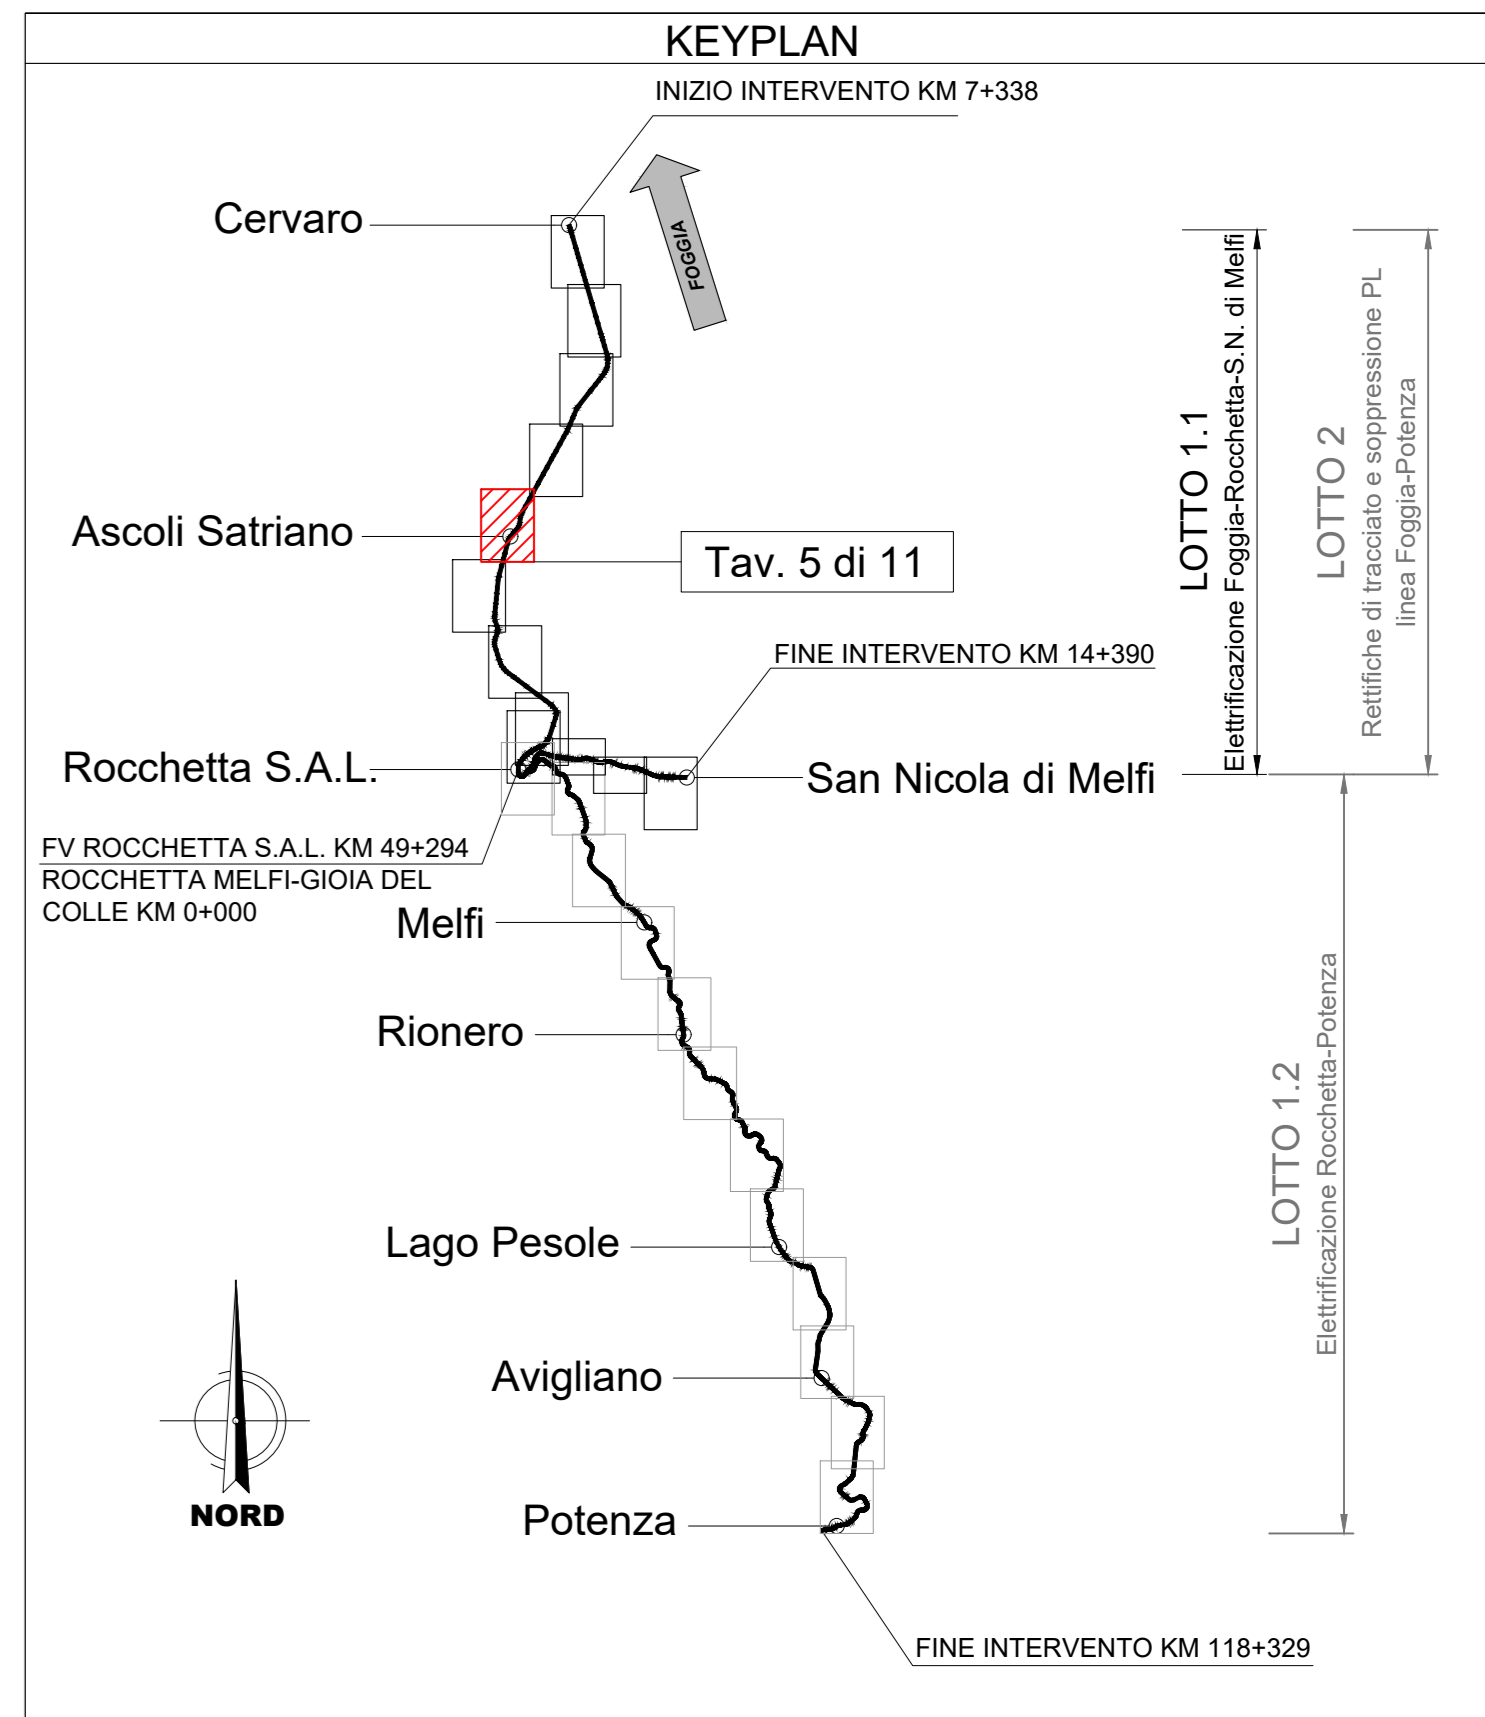 KEYPLAN
INIZIO INTERVENTO KM 7+338
FOGGIA
Cervaro
Ascoli Satriano
Tav. 5 di 11
FINE INTERVENTO KM 14+390
Rocchetta S.A.L.
San Nicola di Melfi
FV ROCCHETTA S.A.L. KM 49+294
ROCCHETTA MELFI-GIOIA DEL
COLLE KM 0+000
Melfi
Rionero
Lago Pesole
Avigliano
Potenza
FINE INTERVENTO KM 118+329
NORD
LOTTO 1.1
Elettrificazione Foggia-Rocchetta-S.N. di Melfi
LOTTO 2
Rettifiche di tracciato e soppressione PL
linea Foggia-Potenza
LOTTO 1.2
Elettrificazione Rocchetta-Potenza